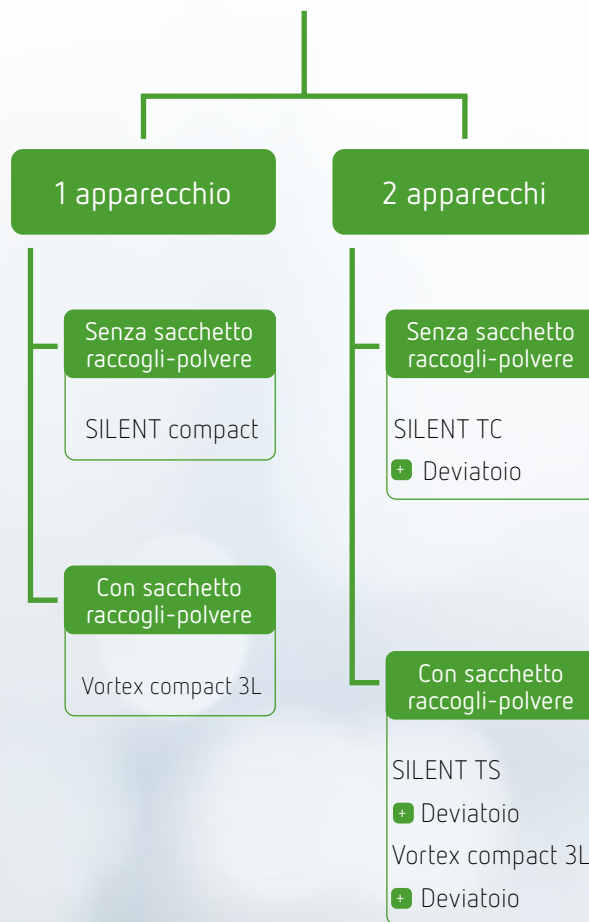 1 apparecchio
Senza sacchetto
raccogli-polvere
SILENT compact
Con sacchetto
raccogli-polvere
Vortex compact 3L
2 apparecchi
Senza sacchetto
raccogli-polvere
SILENT TC
+ Deviatoio
Con sacchetto
raccogli-polvere
SILENT TS
+ Deviatoio
Vortex compact 3L
+ Deviatoio